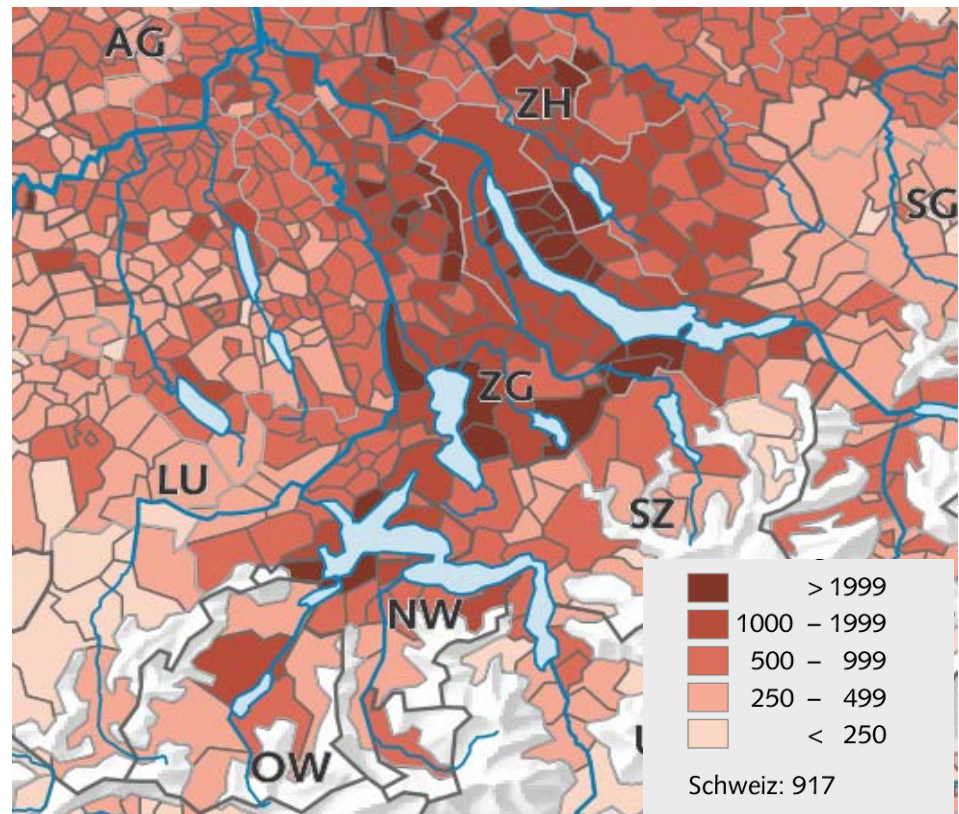 AG
ZH
SG
ZG
LU
SZ
NW
OW
> 1999
1000 – 1999
500 – 999
250 – 499
< 250
Schweiz: 917